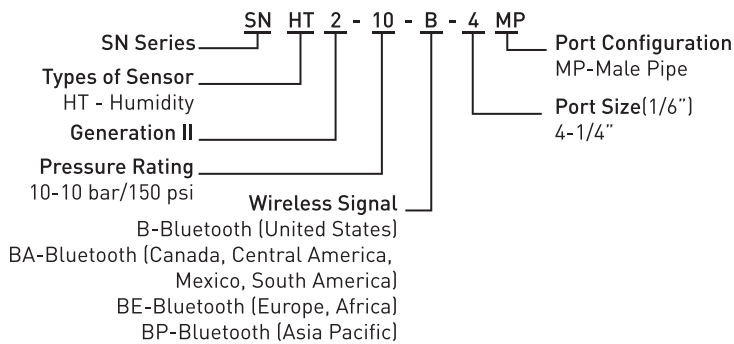 SN HT 2 - 10 - B - 4 MP
SN Series
Types of Sensor
HT - Humidity
Generation II
Pressure Rating
10-10 bar/150 psi
Wireless Signal
B-Bluetooth (United States)
BA-Bluetooth (Canada, Central America,
Mexico, South America)
BE-Bluetooth (Europe, Africa)
BP-Bluetooth (Asia Pacific)
Port Configuration
MP-Male Pipe
Port Size(1/6”)
4-1/4”